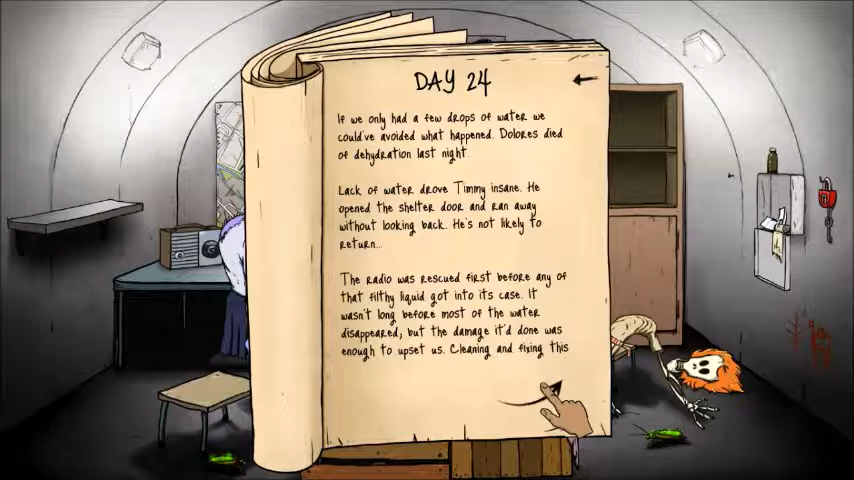 DAY 24
If we only had a few drops of water we
could've avoided what happened. Dolores died
of dehydration last night.
Lack of water drove Timmy insane. He
opened the shelter door and ran away
without looking back. He's not likely to
return...
The radio was rescued first before any of
that filthy liquid got into its case. It
wasn't long before most of the water
disappeared, but the damage it'd done was
enough to upset us. Cleaning and fixing this